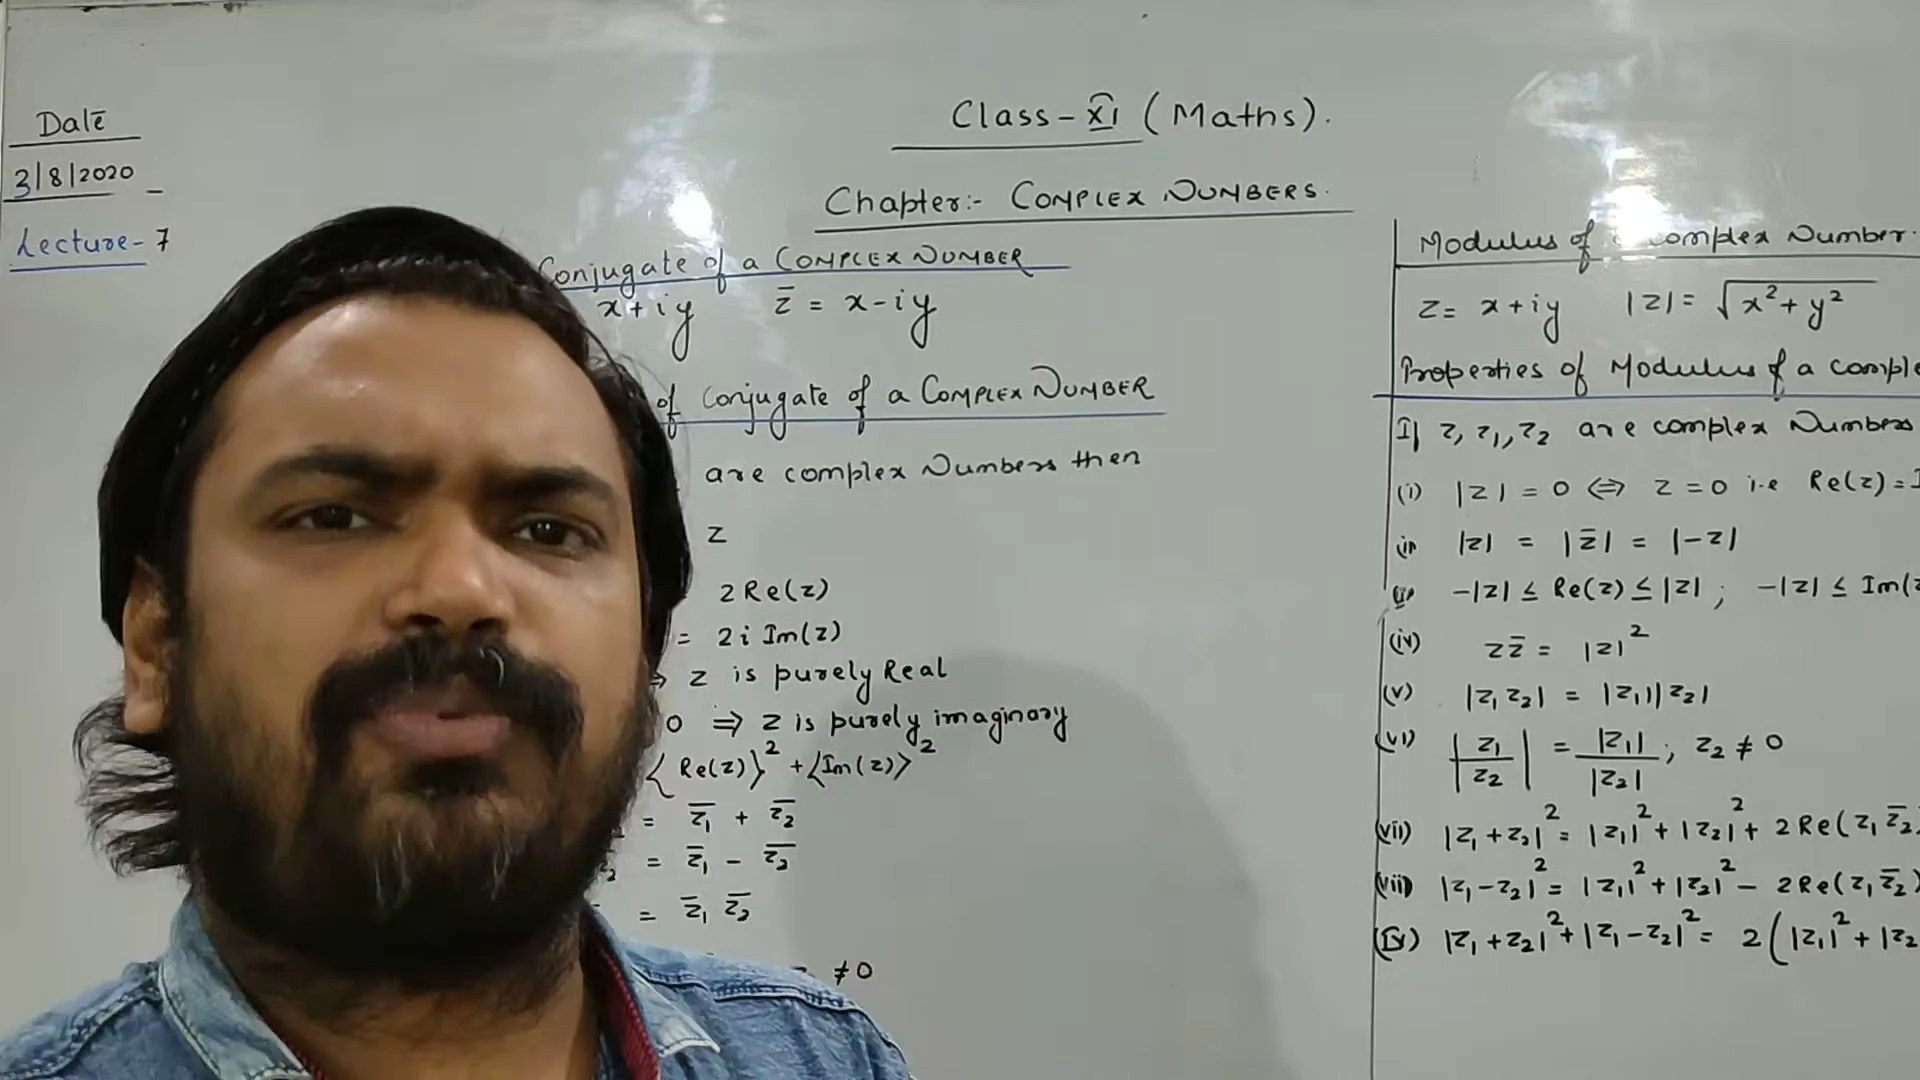 Date
3/8/2020
Lecture-7
Class-XI (Maths).
Chapter:- COMPLEX NUMBERS.
Conjugate of a COMPLEX NUMBER
x+iy z̄ = x-iy
of Conjugate of a COMPLEX NUMBER
are complex Numbers then
z
2Re(z)
= 2i Im(z)
⇒ z is purely Real
0 ⇒ z is purely imaginary
{Re(z)}² + {Im(z)}²
= z̄₁ + z̄₂
₂ = z̄₁ - z̄₂
= z̄₁ z̄₂
≠0
Modulus of complex Number.
z = x+iy |z| = √x²+y²
Properties of Modulus of a comple
If z, z₁, z₂ are complex Numbers
(i) |z| = 0 ⇔ z = 0 i.e Re(z) = I
(ii) |z| = |z̄| = |-z|
(iii) -|z| ≤ Re(z) ≤ |z| ; -|z| ≤ Im(z
(iv) zz̄ = |z|²
(v) |z₁z₂| = |z₁||z₂|
(vi) |z₁/z₂| = |z₁|/|z₂| ; z₂ ≠ 0
(vii) |z₁+z₂|² = |z₁|² + |z₂|² + 2Re(z₁z̄₂)
(viii) |z₁-z₂|² = |z₁|² + |z₂|² - 2Re(z₁z̄₂)
(ix) |z₁+z₂|² + |z₁-z₂|² = 2(|z₁|² + |z₂